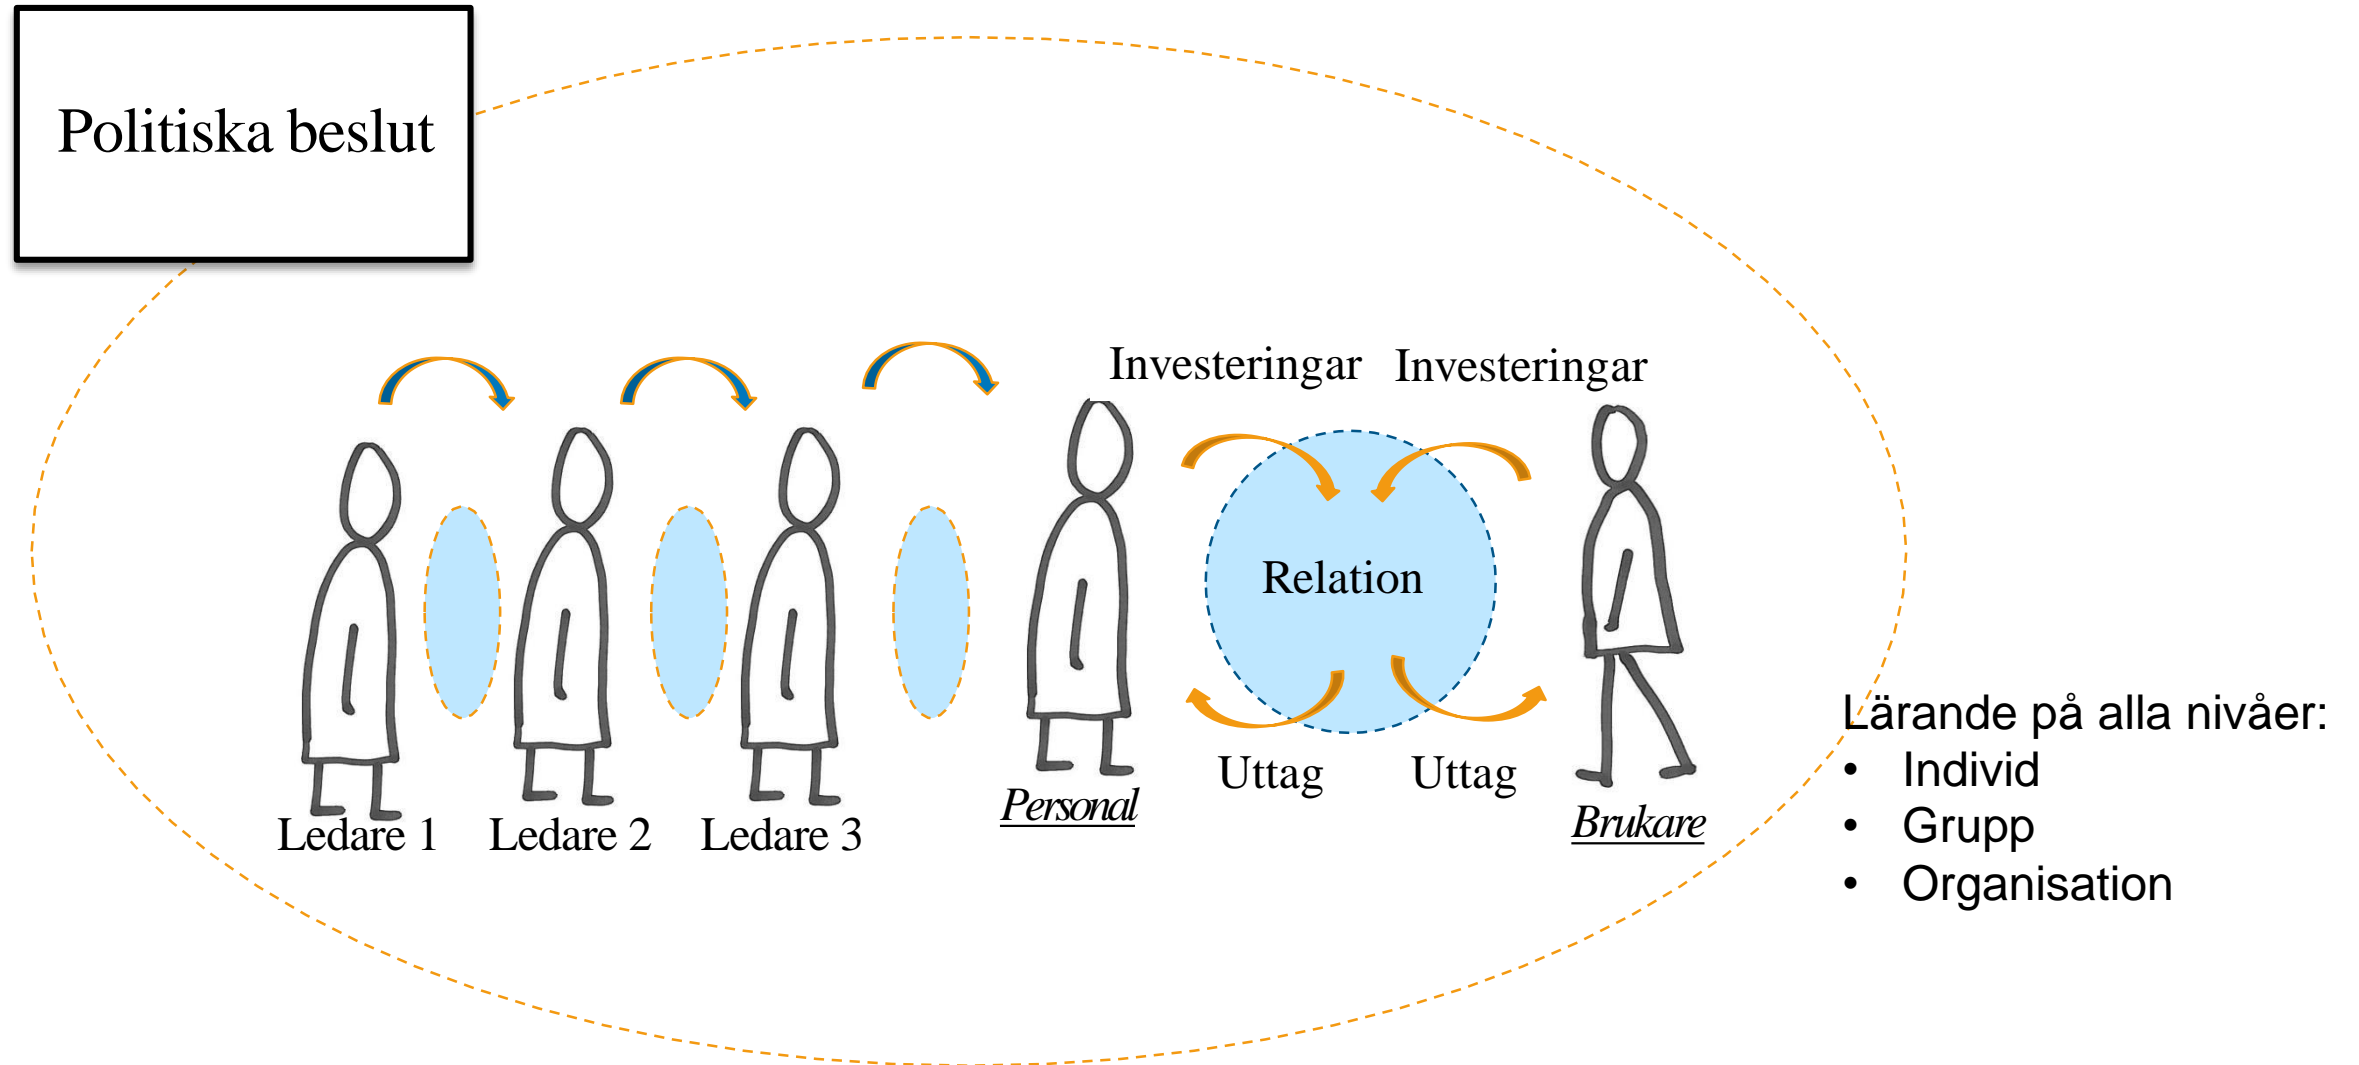 Politiska beslut
Investeringar Investeringar
Relation
Uttag Uttag
Personal
Brukare
Ledare 1 Ledare 2 Ledare 3
Lärande på alla nivåer:
• Individ
• Grupp
• Organisation